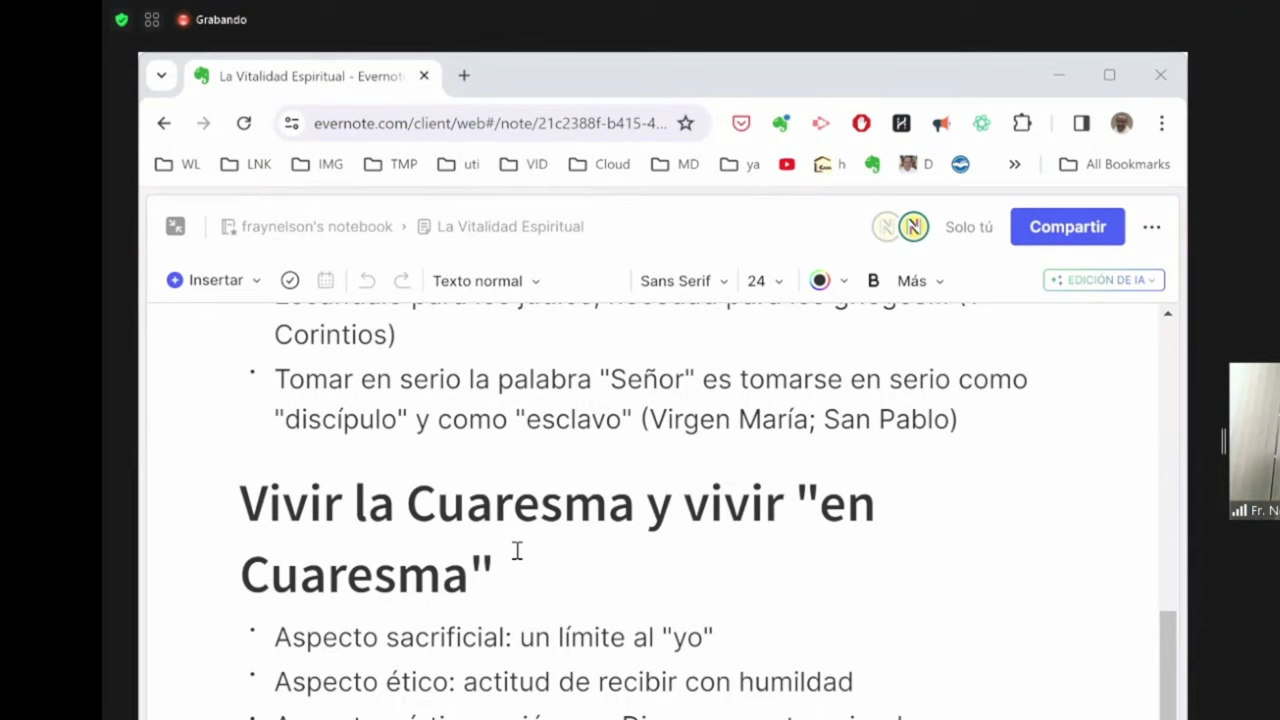 Grabando
La Vitalidad Espiritual - Evernot
evernote.com/client/web#/note/21c2388f-b415-4...
WL LNK IMG TMP uti VID Cloud MD ya h D » All Bookmarks
fraynelson's notebook › La Vitalidad Espiritual Solo tú Compartir
Insertar Texto normal Sans Serif 24 B Más EDICIÓN DE IA
Corintios)
Tomar en serio la palabra "Señor" es tomarse en serio como
"discípulo" y como "esclavo" (Virgen María; San Pablo)
Vivir la Cuaresma y vivir "en
Cuaresma"
Aspecto sacrificial: un límite al "yo"
Aspecto ético: actitud de recibir con humildad
Fr. N